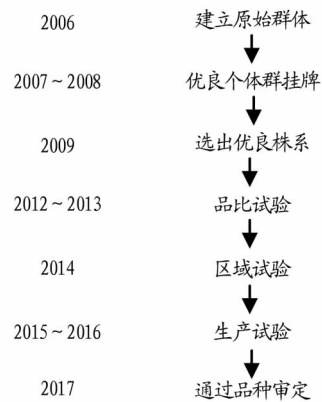 2006 建立原始群体
2007~2008 优良个体群挂牌
2009 选出优良株系
2012~2013 品比试验
2014 区域试验
2015~2016 生产试验
2017 通过品种审定